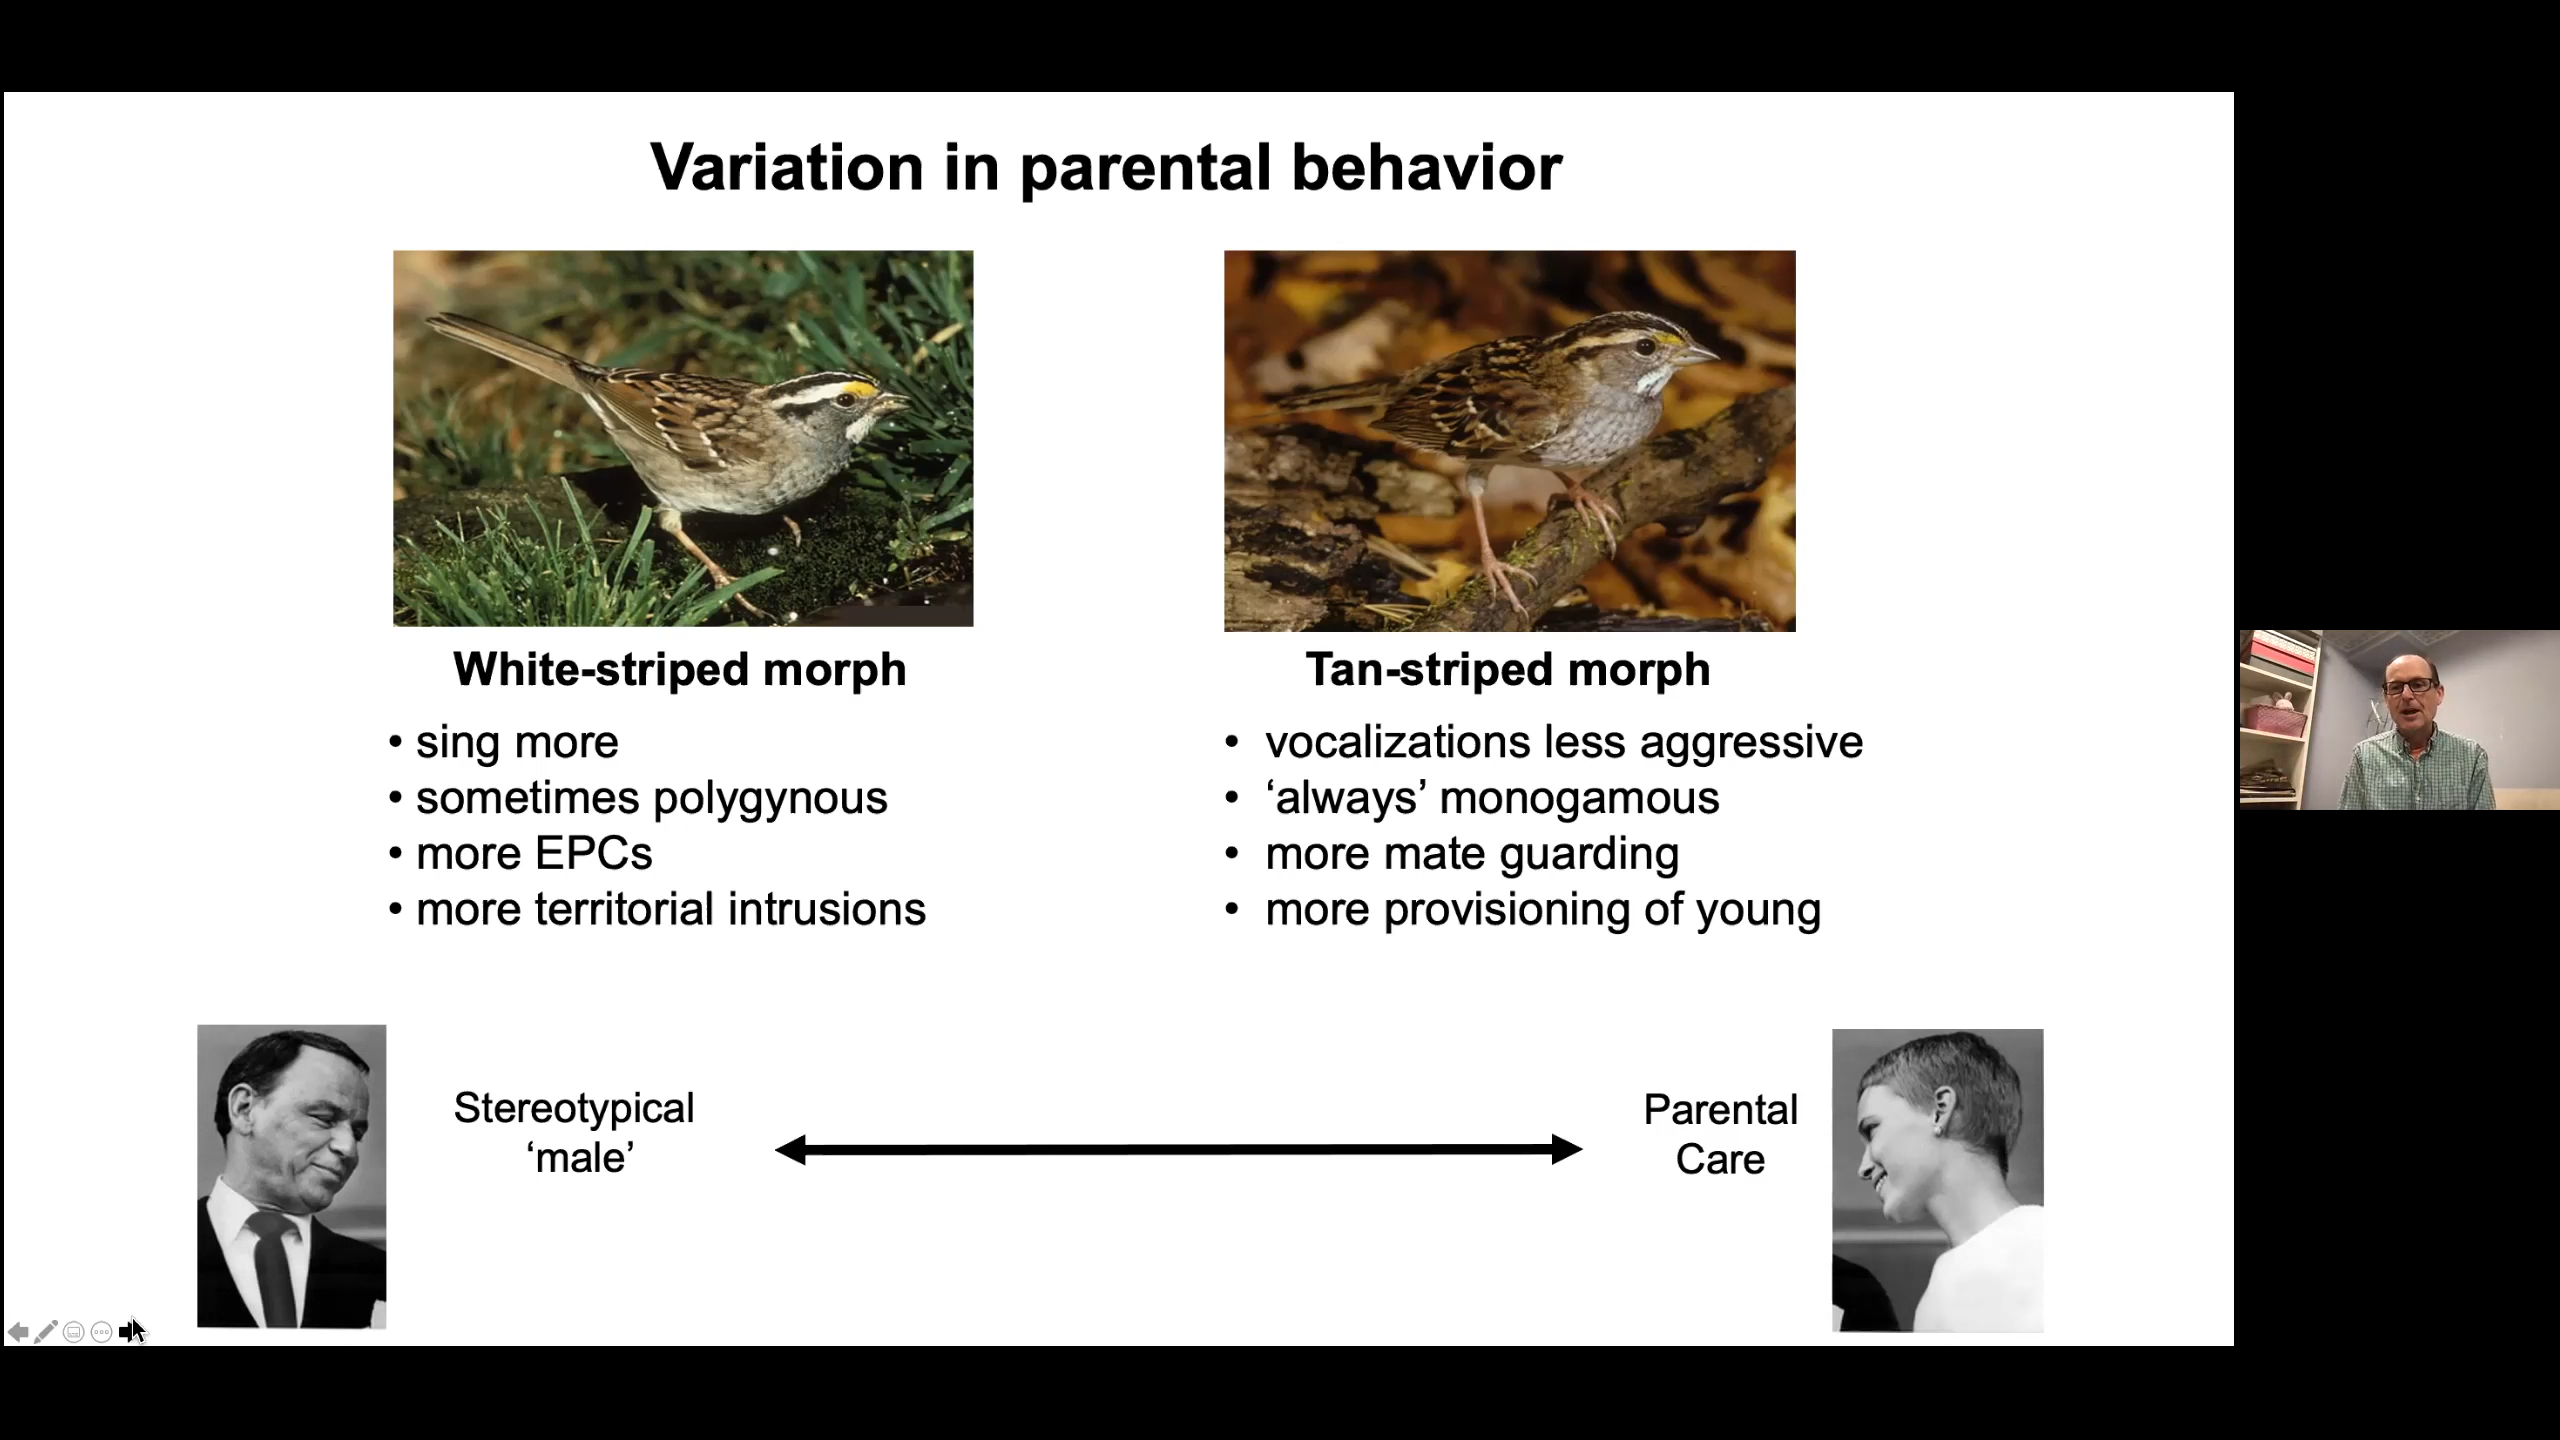 Variation in parental behavior
White-striped morph
• sing more
• sometimes polygynous
• more EPCs
• more territorial intrusions
Tan-striped morph
• vocalizations less aggressive
• ‘always’ monogamous
• more mate guarding
• more provisioning of young
Stereotypical
‘male’
Parental
Care